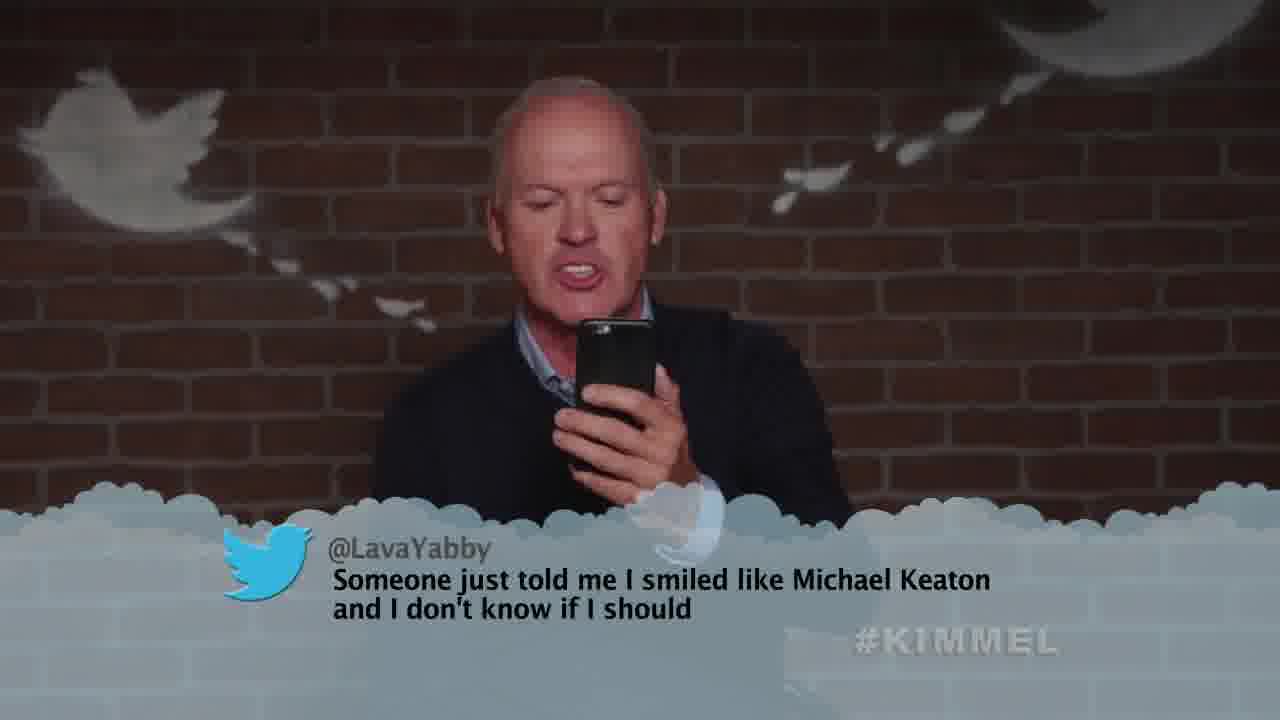 @LavaYabby
Someone just told me I smiled like Michael Keaton
and I don't know if I should
#KIMMEL